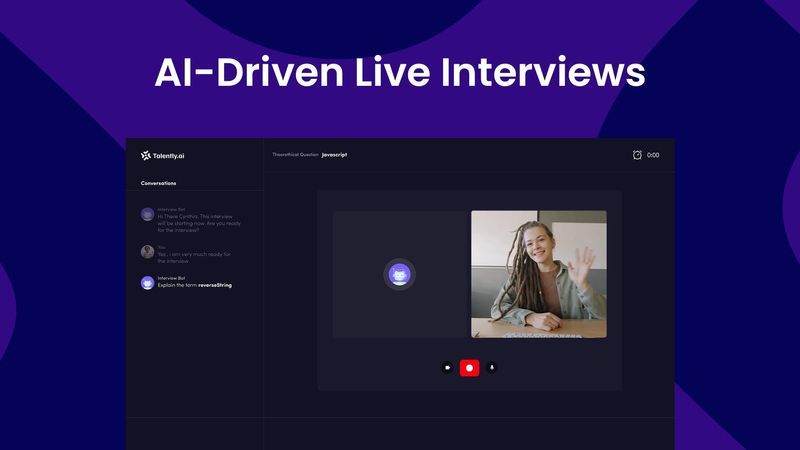 AI-Driven Live Interviews
Talently.ai
Theorethical Question Javascript
0:00
Conversations
Interview Bot
Hi There Cynthia, This interview
will be starting now. Are you ready
for the interview?
You
Yes , i am very much ready for
the interview
Interview Bot
Explain the term reverseString